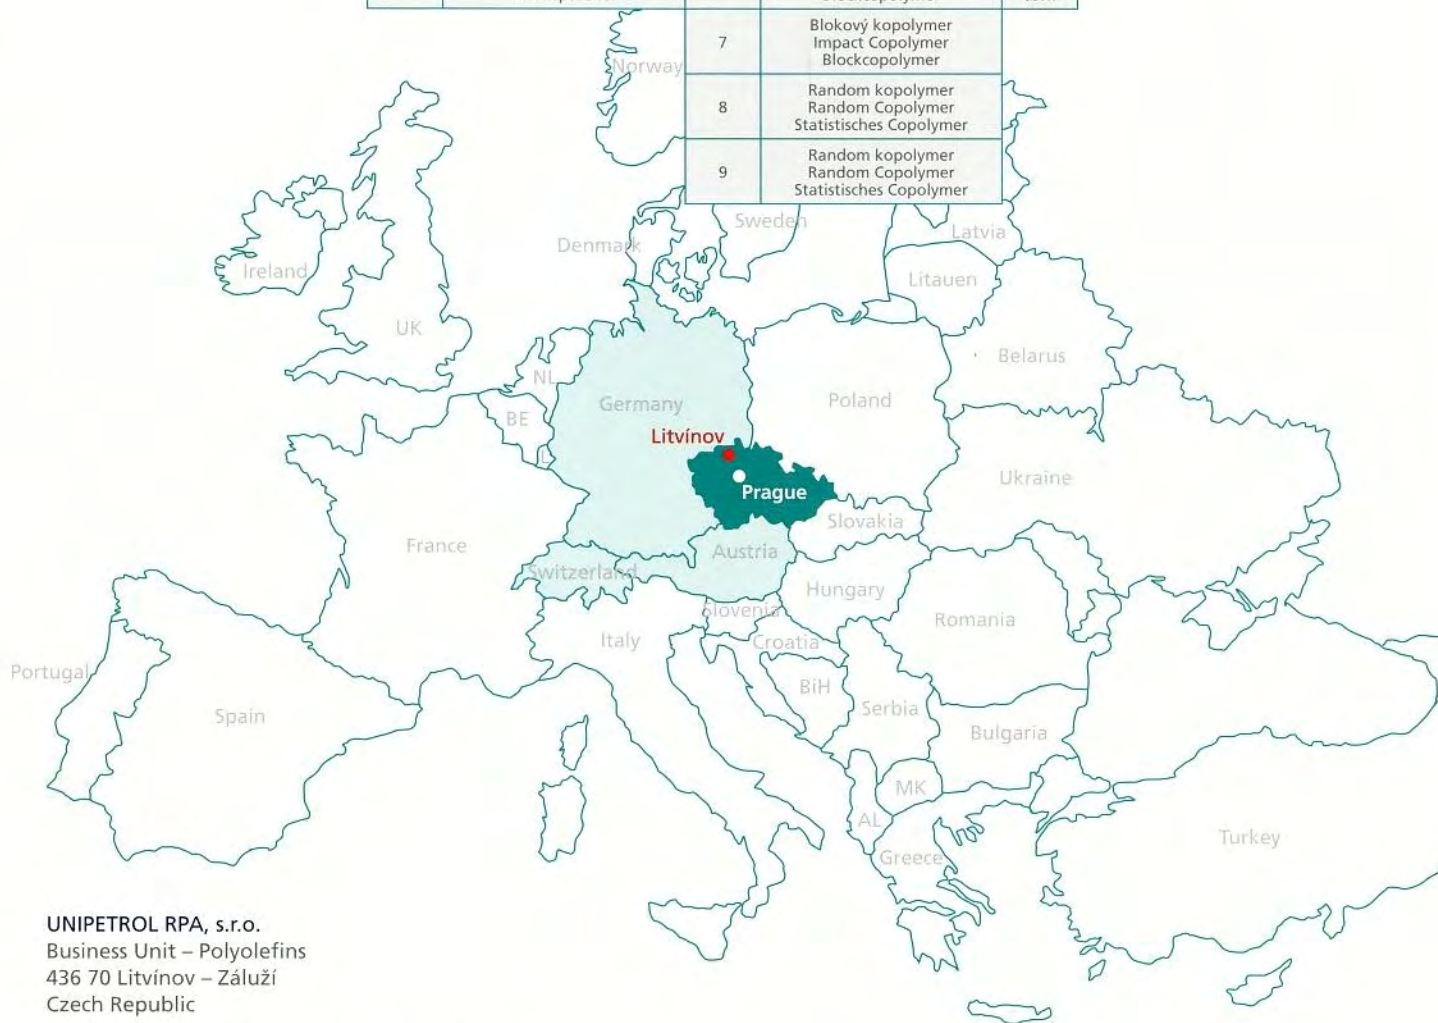 7
Blokový kopolymer
Impact Copolymer
Blockcopolymer
8
Random kopolymer
Random Copolymer
Statistisches Copolymer
9
Random kopolymer
Random Copolymer
Statistisches Copolymer
Norway
Sweden
Denmark
Latvia
Ireland
Litauen
UK
Belarus
NL
Germany
Poland
BE
Litvínov
L
Prague
Ukraine
Slovakia
France
Austria
Switzerland
Hungary
Slovenia
Romania
Italy
Croatia
Portugal
BiH
Spain
Serbia
Bulgaria
MK
AL
Turkey
Greece
UNIPETROL RPA, s.r.o.
Business Unit – Polyolefins
436 70 Litvínov – Záluží
Czech Republic